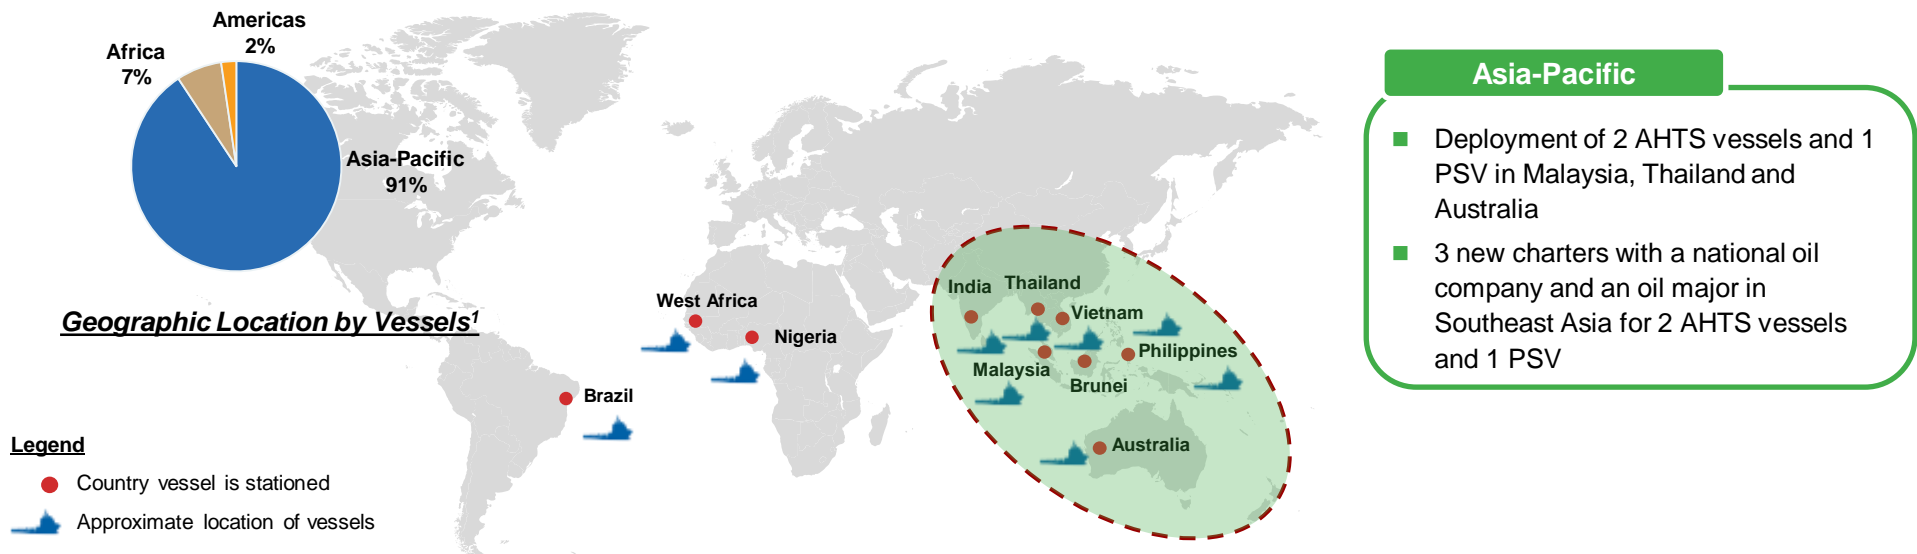 Americas
2%
Africa
7%
Asia-Pacific
91%
Geographic Location by Vessels1
Legend
Country vessel is stationed
Approximate location of vessels
West Africa
Nigeria
Brazil
India
Thailand
Vietnam
Philippines
Malaysia
Brunei
Australia
Asia-Pacific
Deployment of 2 AHTS vessels and 1
PSV in Malaysia, Thailand and
Australia
3 new charters with a national oil
company and an oil major in
Southeast Asia for 2 AHTS vessels
and 1 PSV